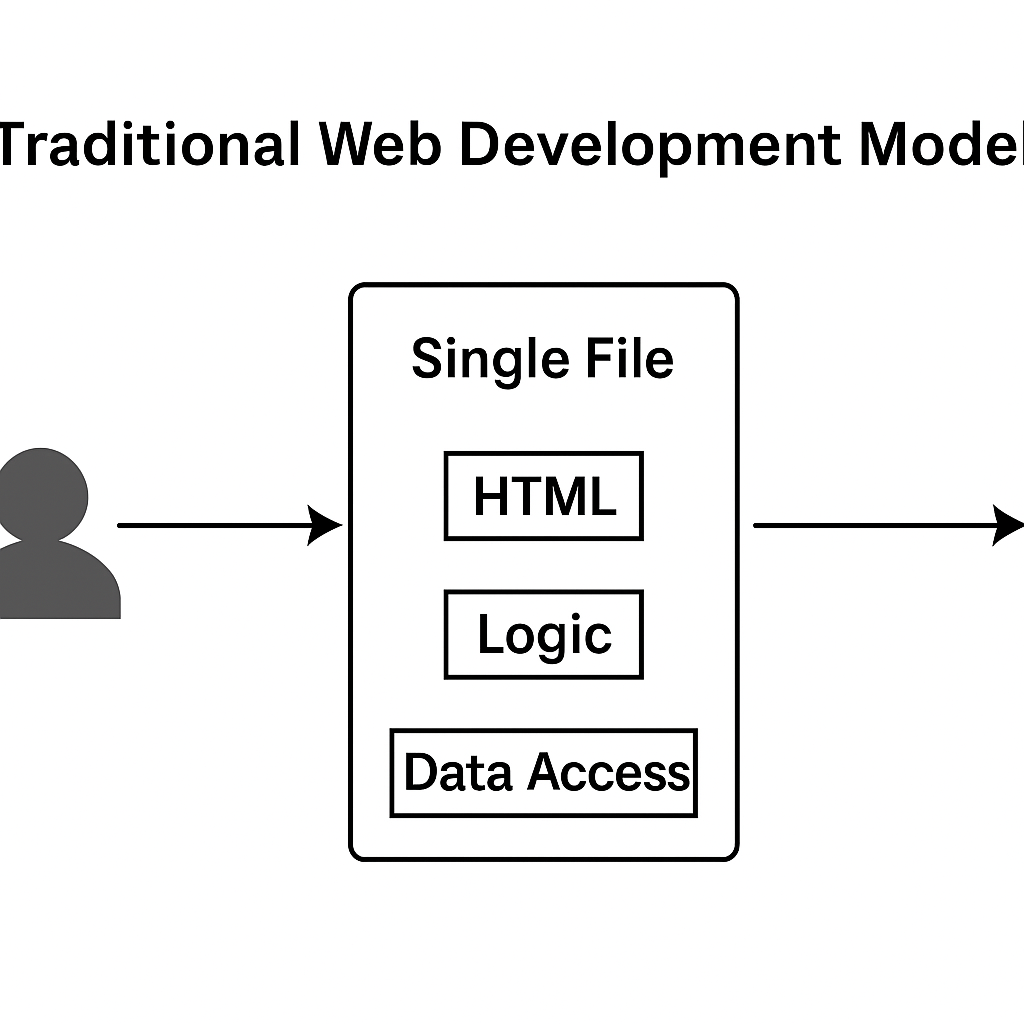 Traditional Web Development Model
Single File
HTML
Logic
Data Access